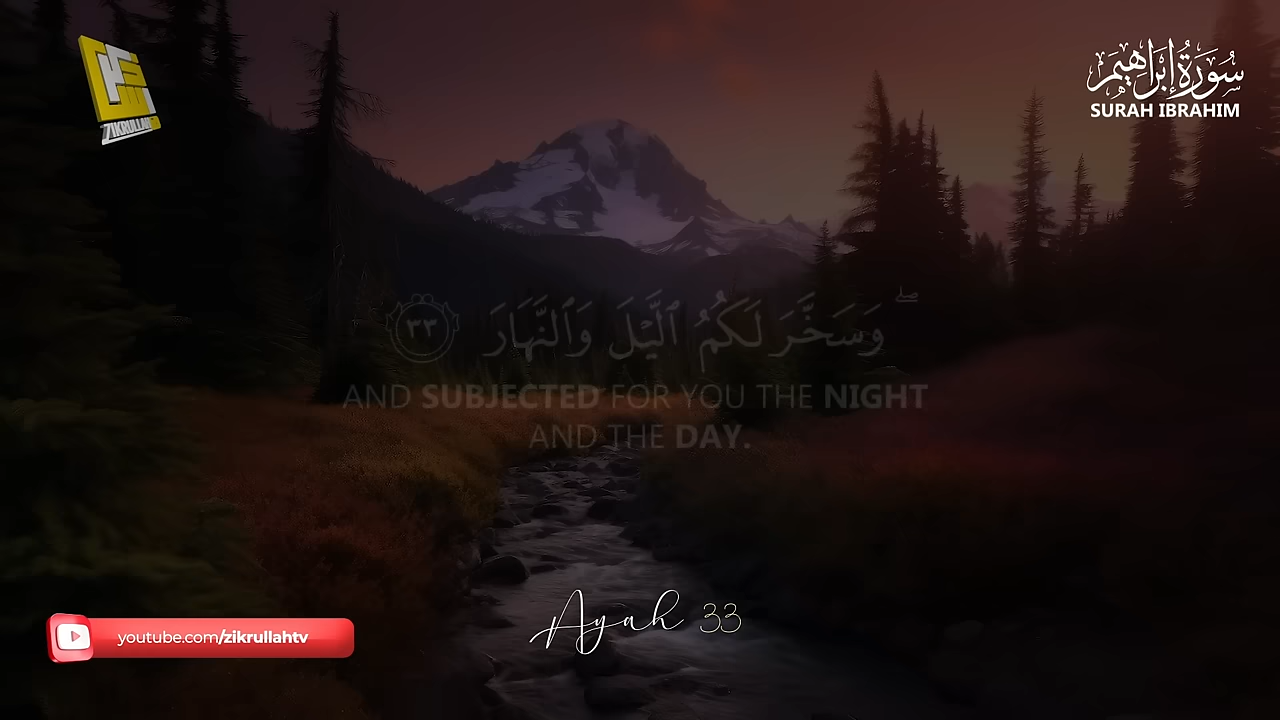 ZIKRULLAH
سُورَةُ إِبْرَاهِيم
SURAH IBRAHIM
وَسَخَّرَ لَكُمُ ٱلَّيْلَ وَٱلنَّهَارَ ۖ ٣٣
AND SUBJECTED FOR YOU THE NIGHT
AND THE DAY.
Ayah 33
youtube.com/zikrullahtv